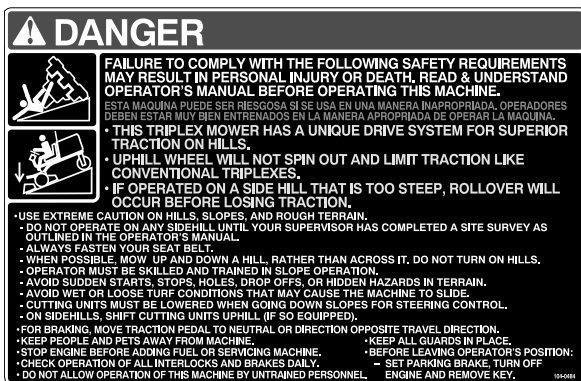 DANGER
FAILURE TO COMPLY WITH THE FOLLOWING SAFETY REQUIREMENTS
MAY RESULT IN PERSONAL INJURY OR DEATH. READ & UNDERSTAND
OPERATOR'S MANUAL BEFORE OPERATING THIS MACHINE.
ESTA MAQUINA PUEDE SER RIESGOSA SI SE USA EN UNA MANERA INAPROPRIADA. OPERADORES
DEBEN ESTAR MUY BIEN ENTRENADOS EN LA MANERA APROPRIADA DE OPERAR LA MAQUINA.
• THIS TRIPLEX MOWER HAS A UNIQUE DRIVE SYSTEM FOR SUPERIOR
TRACTION ON HILLS.
• UPHILL WHEEL WILL NOT SPIN OUT AND LIMIT TRACTION LIKE
CONVENTIONAL TRIPLEXES.
• IF OPERATED ON A SIDE HILL THAT IS TOO STEEP, ROLLOVER WILL
OCCUR BEFORE LOSING TRACTION.
•USE EXTREME CAUTION ON HILLS, SLOPES, AND ROUGH TERRAIN.
- DO NOT OPERATE ON ANY SIDEHILL UNTIL YOUR SUPERVISOR HAS COMPLETED A SITE SURVEY AS
OUTLINED IN THE OPERATOR'S MANUAL.
- ALWAYS FASTEN YOUR SEAT BELT.
- WHEN POSSIBLE, MOW UP AND DOWN A HILL, RATHER THAN ACROSS IT. DO NOT TURN ON HILLS.
- OPERATOR MUST BE SKILLED AND TRAINED IN SLOPE OPERATION.
- AVOID SUDDEN STARTS, STOPS, HOLES, DROP OFFS, OR HIDDEN HAZARDS IN TERRAIN.
- AVOID WET OR LOOSE TURF CONDITIONS THAT MAY CAUSE THE MACHINE TO SLIDE.
- CUTTING UNITS MUST BE LOWERED WHEN GOING DOWN SLOPES FOR STEERING CONTROL.
- ON SIDEHILLS, SHIFT CUTTING UNITS UPHILL (IF SO EQUIPPED).
•FOR BRAKING, MOVE TRACTION PEDAL TO NEUTRAL OR DIRECTION OPPOSITE TRAVEL DIRECTION.
•KEEP PEOPLE AND PETS AWAY FROM MACHINE.
•STOP ENGINE BEFORE ADDING FUEL OR SERVICING MACHINE.
•CHECK OPERATION OF ALL INTERLOCKS AND BRAKES DAILY.
• DO NOT ALLOW OPERATION OF THIS MACHINE BY UNTRAINED PERSONNEL.
•KEEP ALL GUARDS IN PLACE.
•BEFORE LEAVING OPERATOR'S POSITION:
– SET PARKING BRAKE, TURN OFF
ENGINE AND REMOVE KEY.
104-0484